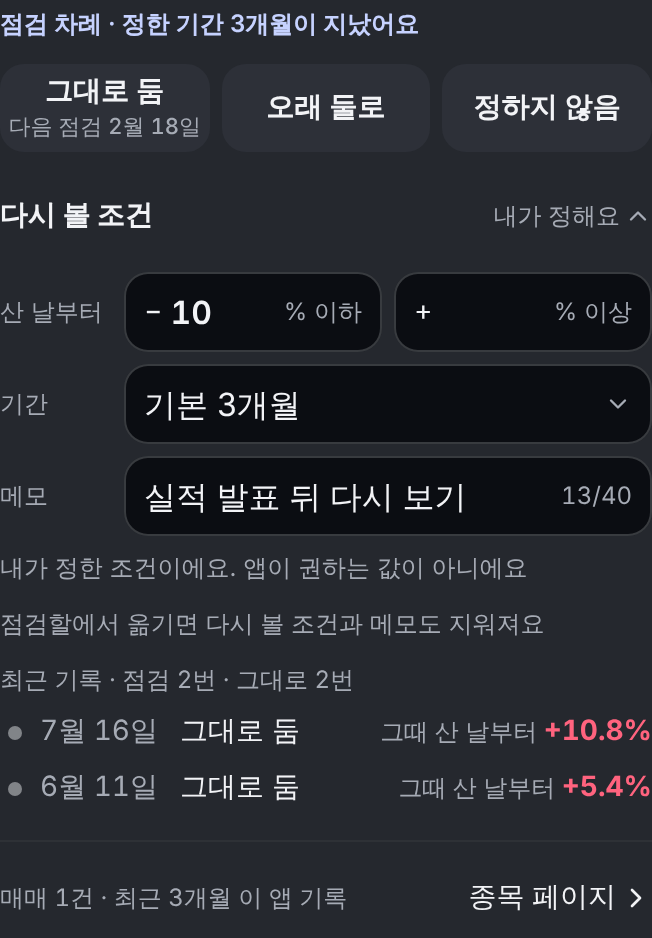 점검 차례 · 정한 기간 3개월이 지났어요
그대로 둠
다음 점검 2월 18일
오래 둘로
정하지 않음
다시 볼 조건
내가 정해요
산 날부터
− 10 % 이하
+ % 이상
기간
기본 3개월
메모
실적 발표 뒤 다시 보기 13/40
내가 정한 조건이에요. 앱이 권하는 값이 아니에요
점검할에서 옮기면 다시 볼 조건과 메모도 지워져요
최근 기록 · 점검 2번 · 그대로 2번
7월 16일 그대로 둠 그때 산 날부터 +10.8%
6월 11일 그대로 둠 그때 산 날부터 +5.4%
매매 1건 · 최근 3개월 이 앱 기록
종목 페이지